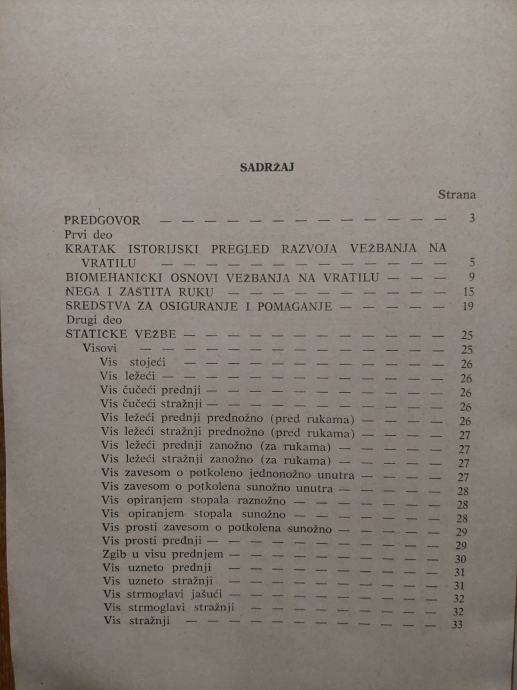 SADRŽAJ
Strana
PREDGOVOR — — — — — — — — — — — — — 3
Prvi deo
KRATAK ISTORIJSKI PREGLED RAZVOJA VEŽBANJA NA
VRATILU — — — — — — — — — — — — — 5
BIOMEHANICKI OSNOVI VEŽBANJA NA VRATILU — — — 9
NEGA I ZAŠTITA RUKU — — — — — — — — — — 15
SREDSTVA ZA OSIGURANJE I POMAGANJE — — — — — 19
Drugi deo
STATICKE VEŽBE — — — — — — — — — — — — 25
Visovi — — — — — — — — — — — — — — 25
Vis stojeći — — — — — — — — — — — — 26
Vis ležeći — — — — — — — — — — — — — 26
Vis čučeći prednji — — — — — — — — — — — 26
Vis čučeći stražnji — — — — — — — — — — 26
Vis ležeći prednji prednožno (pred rukama) — — — — 26
Vis ležeći stražnji prednožno (pred rukama) — — — — 27
Vis ležeći prednji zanožno (za rukama) — — — — — 27
Vis ležeći stražnji zanožno (za rukama) — — — — — 27
Vis zavesom o potkoleno jednonožno unutra — — — — 27
Vis zavesom o potkolena sunožno unutra — — — — — 28
Vis opiranjem stopala raznožno — — — — — — — 28
Vis opiranjem stopala sunožno — — — — — — — 28
Vis prosti zavesom o potkolena sunožno — — — — — 29
Vis prosti prednji — — — — — — — — — — — 29
Zgib u visu prednjem — — — — — — — — — — 30
Vis uzneto prednji — — — — — — — — — — 31
Vis uzneto stražnji — — — — — — — — — — 31
Vis strmoglavi jašući — — — — — — — — — — 32
Vis strmoglavi stražnji — — — — — — — — — 32
Vis stražnji — — — — — — — — — — — — 33